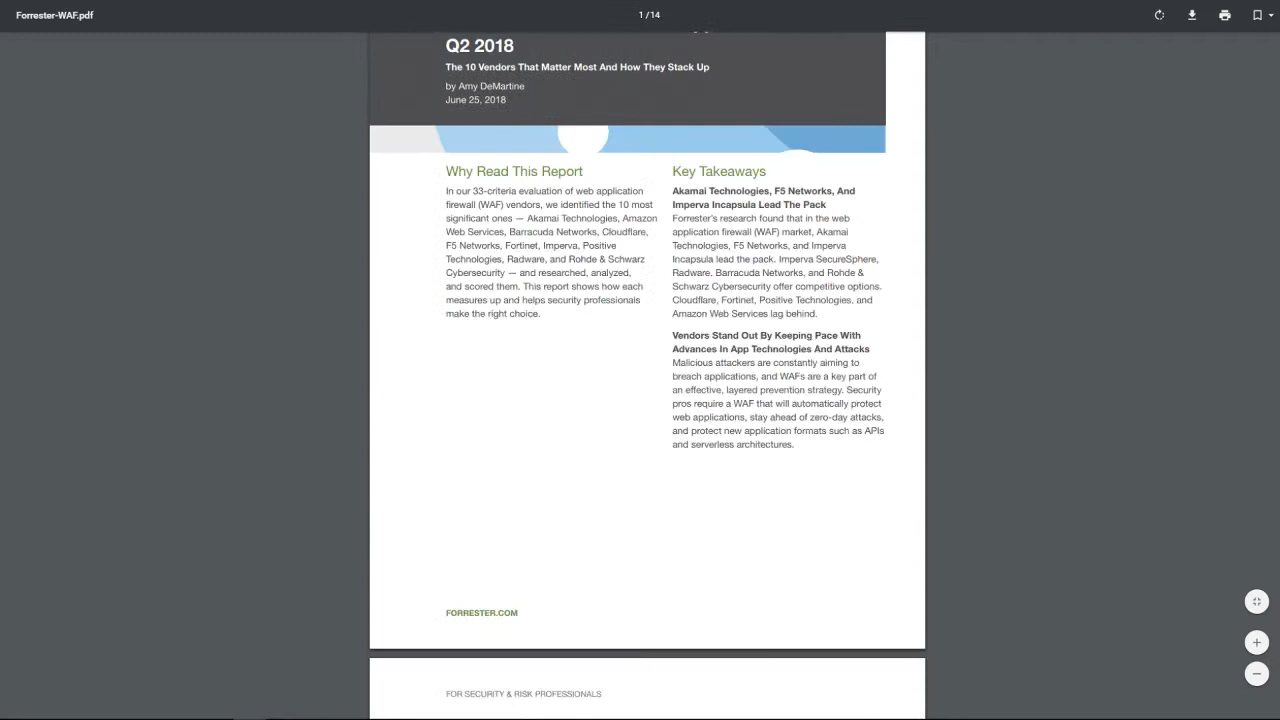 Forrester-WAF.pdf
1 / 14
Q2 2018
The 10 Vendors That Matter Most And How They Stack Up
by Amy DeMartine
June 25, 2018
Why Read This Report
In our 33-criteria evaluation of web application
firewall (WAF) vendors, we identified the 10 most
significant ones — Akamai Technologies, Amazon
Web Services, Barracuda Networks, Cloudflare,
F5 Networks, Fortinet, Imperva, Positive
Technologies, Radware, and Rohde & Schwarz
Cybersecurity — and researched, analyzed,
and scored them. This report shows how each
measures up and helps security professionals
make the right choice.
Key Takeaways
Akamai Technologies, F5 Networks, And
Imperva Incapsula Lead The Pack
Forrester's research found that in the web
application firewall (WAF) market, Akamai
Technologies, F5 Networks, and Imperva
Incapsula lead the pack. Imperva SecureSphere,
Radware, Barracuda Networks, and Rohde &
Schwarz Cybersecurity offer competitive options.
Cloudflare, Fortinet, Positive Technologies, and
Amazon Web Services lag behind.
Vendors Stand Out By Keeping Pace With
Advances In App Technologies And Attacks
Malicious attackers are constantly aiming to
breach applications, and WAFs are a key part of
an effective, layered prevention strategy. Security
pros require a WAF that will automatically protect
web applications, stay ahead of zero-day attacks,
and protect new application formats such as APIs
and serverless architectures.
FORRESTER.COM
FOR SECURITY & RISK PROFESSIONALS